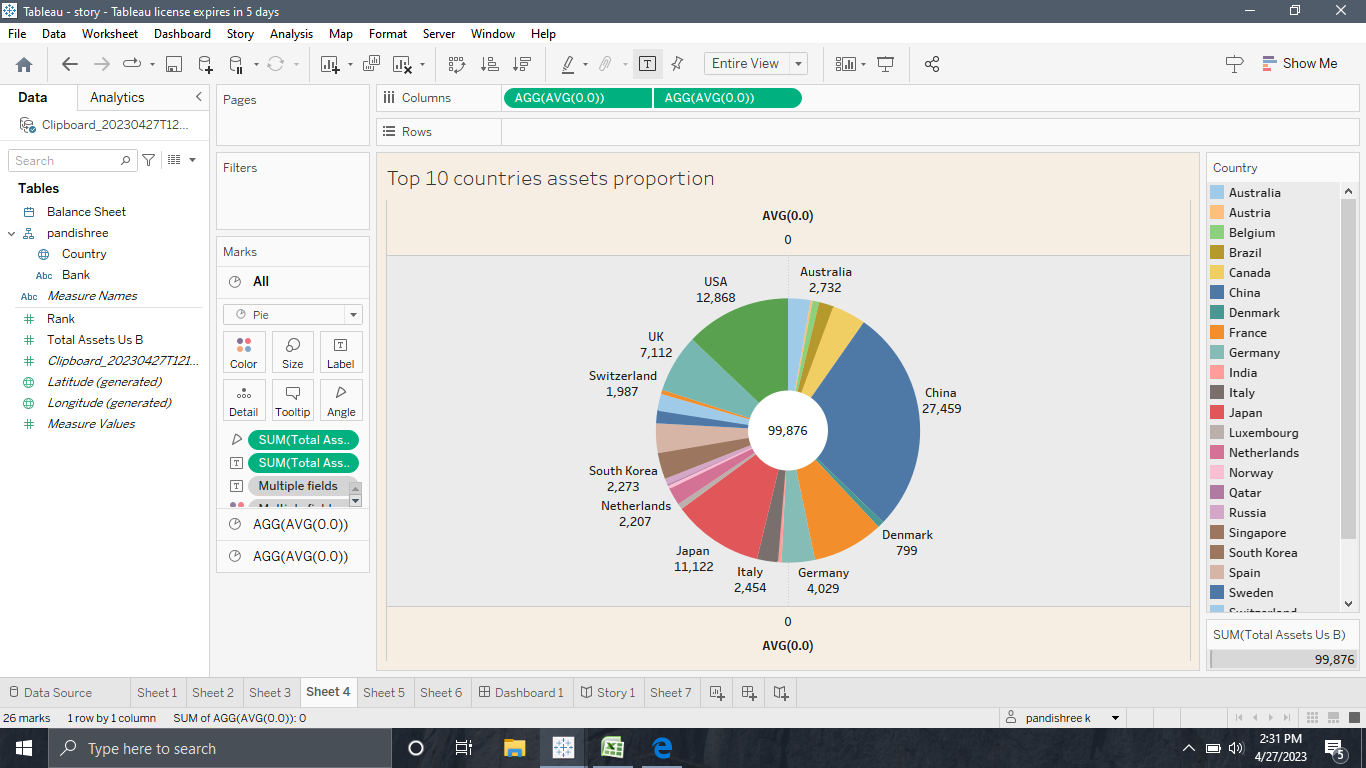 Tableau - story - Tableau license expires in 5 days
File Data Worksheet Dashboard Story Analysis Map Format Server Window Help
Entire View
Show Me
Data Analytics
Clipboard_20230427T12...
Search
Tables
Balance Sheet
pandishree
Country
Abc Bank
Abc Measure Names
Rank
Total Assets Us B
Clipboard_20230427T121...
Latitude (generated)
Longitude (generated)
Measure Values
Pages
Filters
Marks
All
Pie
Color Size Label
Detail Tooltip Angle
SUM(Total Ass..
SUM(Total Ass..
Multiple fields
AGG(AVG(0.0))
AGG(AVG(0.0))
Columns AGG(AVG(0.0)) AGG(AVG(0.0))
Rows
Top 10 countries assets proportion
AVG(0.0)
0
Australia
2,732
China
27,459
Denmark
799
Germany
4,029
Italy
2,454
Japan
11,122
Netherlands
2,207
South Korea
2,273
Switzerland
1,987
UK
7,112
USA
12,868
99,876
0
AVG(0.0)
Country
Australia
Austria
Belgium
Brazil
Canada
China
Denmark
France
Germany
India
Italy
Japan
Luxembourg
Netherlands
Norway
Qatar
Russia
Singapore
South Korea
Spain
Sweden
Switzerland
SUM(Total Assets Us B)
99,876
Data Source Sheet 1 Sheet 2 Sheet 3 Sheet 4 Sheet 5 Sheet 6 Dashboard 1 Story 1 Sheet 7
26 marks 1 row by 1 column SUM of AGG(AVG(0.0)): 0
pandishree k
Type here to search
2:31 PM
4/27/2023
5